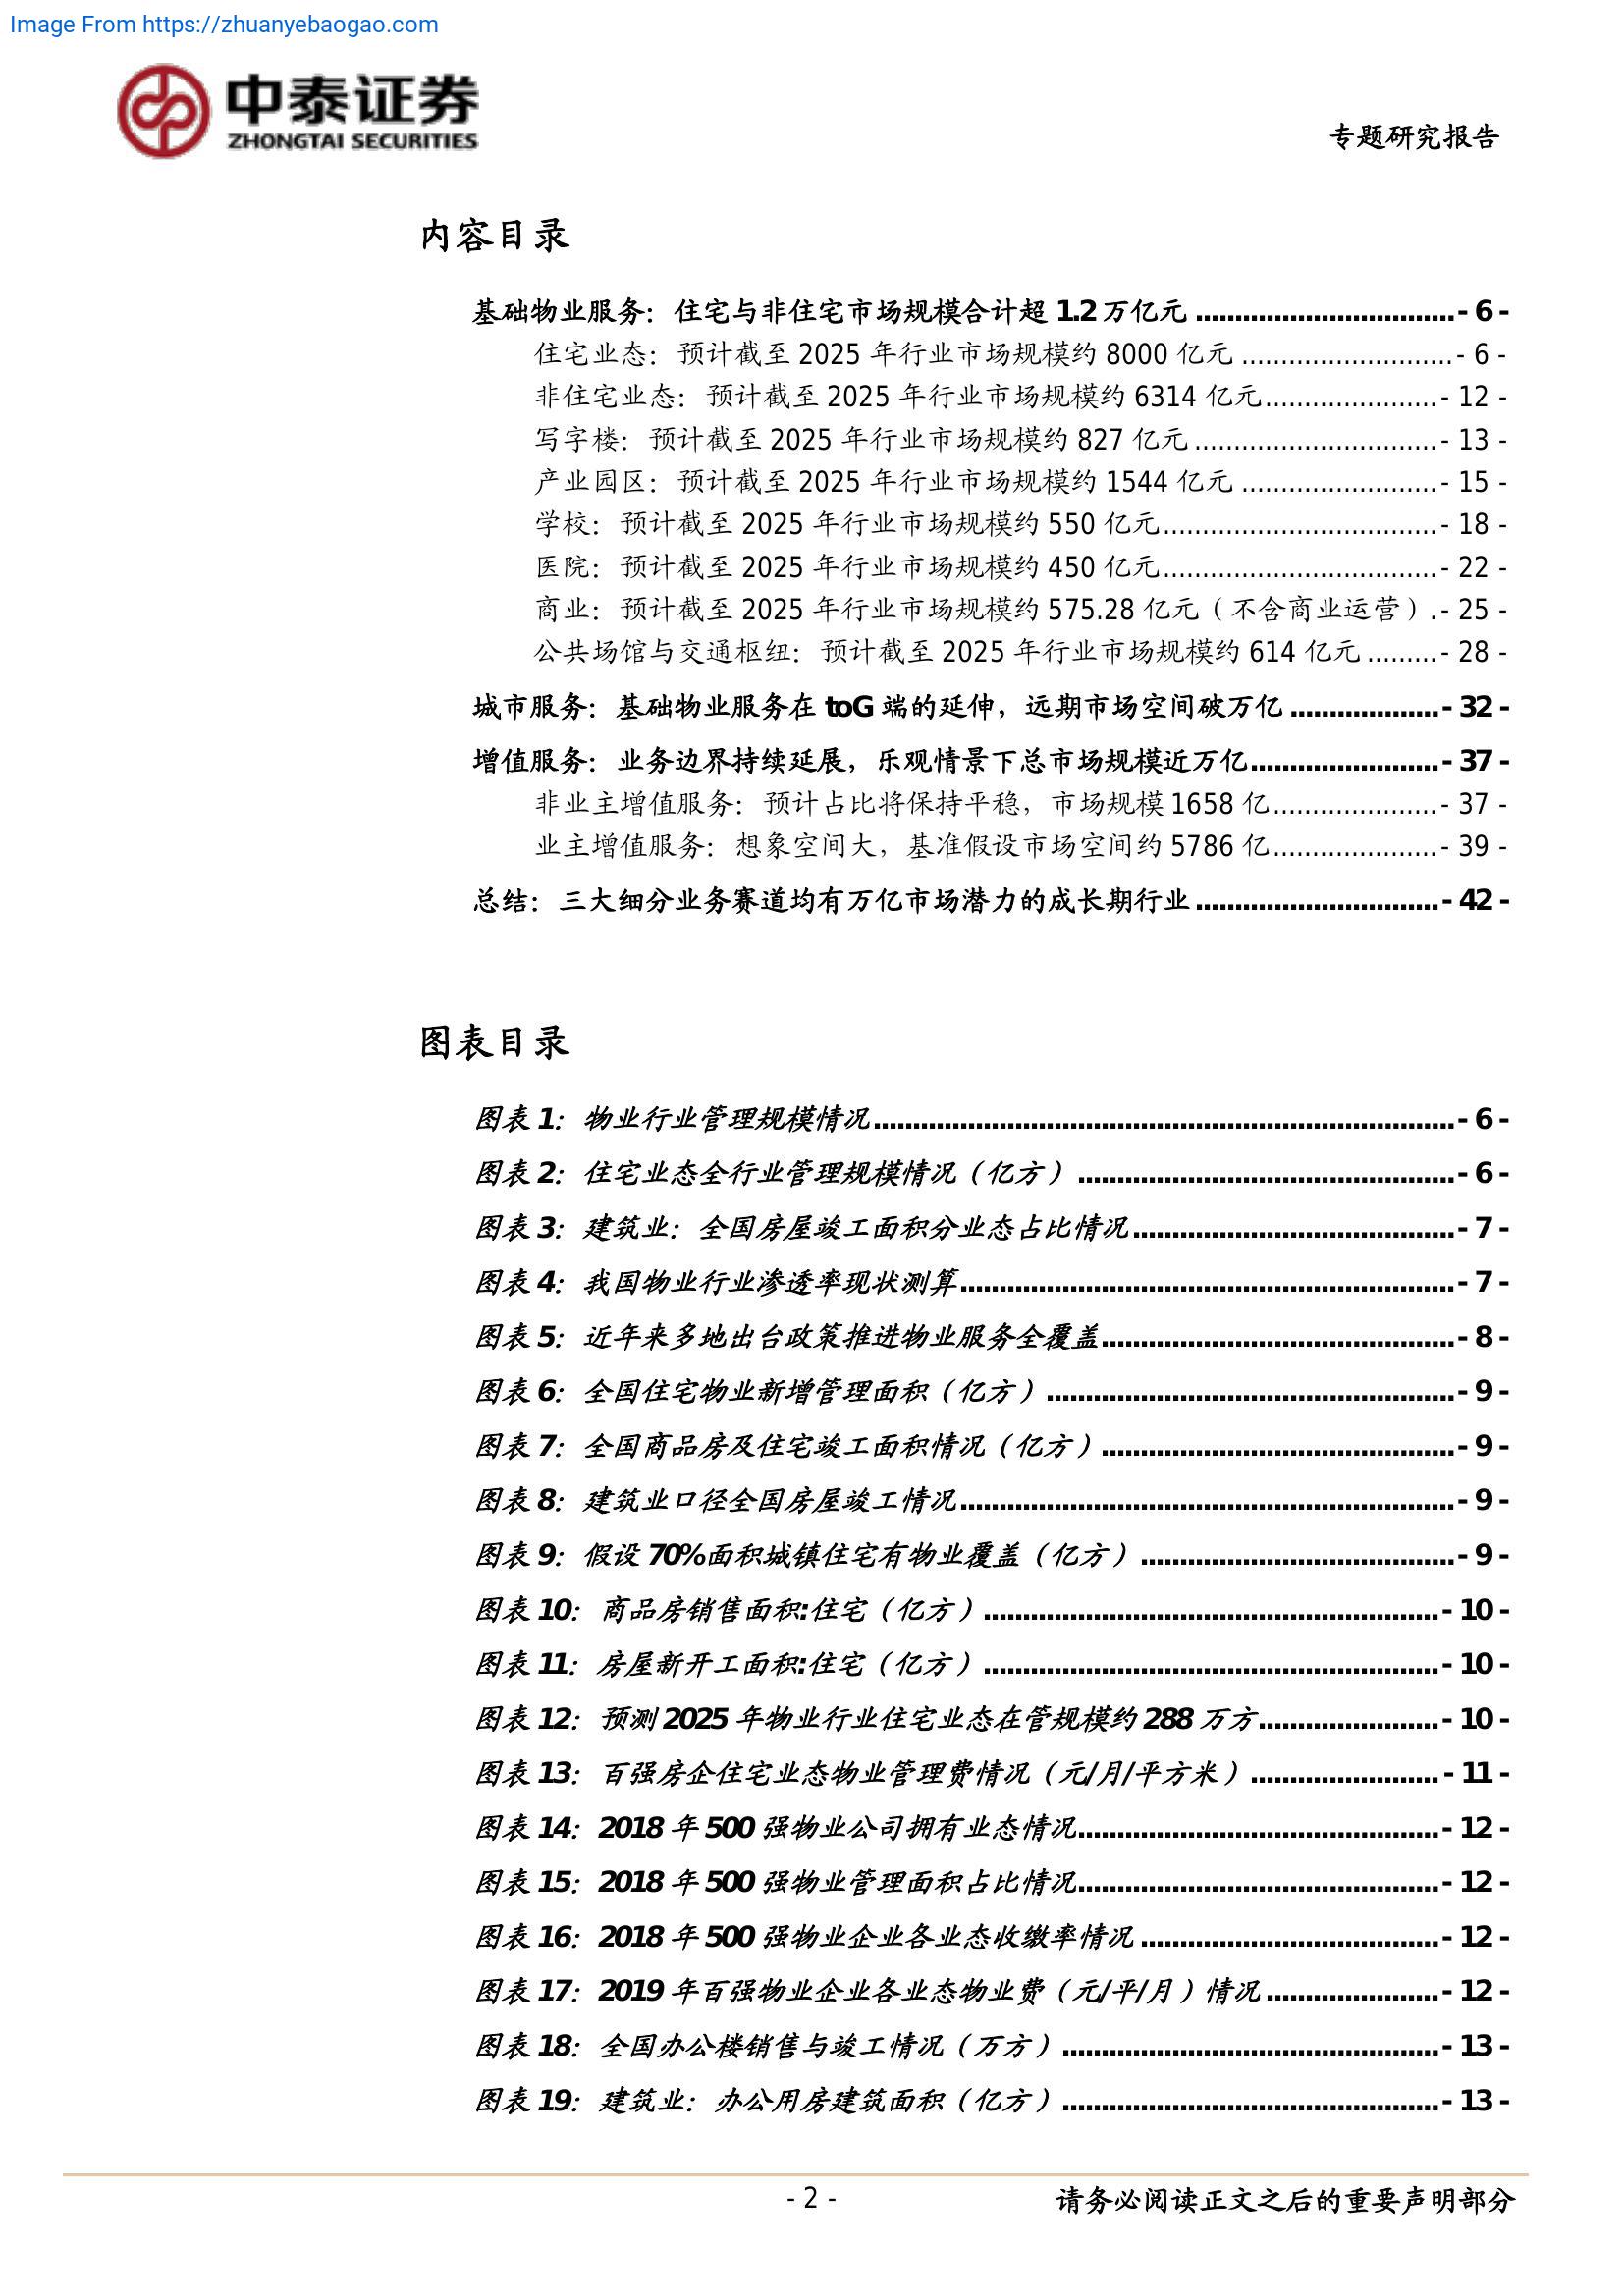 Image From https://zhuanyebaogao.com
中泰证券
ZHONGTAI SECURITIES
专题研究报告
内容目录
基础物业服务：住宅与非住宅市场规模合计超 1.2 万亿元 ................................. - 6 -
住宅业态：预计截至 2025 年行业市场规模约 8000 亿元 ........................... - 6 -
非住宅业态：预计截至 2025 年行业市场规模约 6314 亿元...................... - 12 -
写字楼：预计截至 2025 年行业市场规模约 827 亿元 ............................... - 13 -
产业园区：预计截至 2025 年行业市场规模约 1544 亿元 ......................... - 15 -
学校：预计截至 2025 年行业市场规模约 550 亿元................................... - 18 -
医院：预计截至 2025 年行业市场规模约 450 亿元................................... - 22 -
商业：预计截至 2025 年行业市场规模约 575.28 亿元（不含商业运营）. - 25 -
公共场馆与交通枢纽：预计截至 2025 年行业市场规模约 614 亿元 ......... - 28 -
城市服务：基础物业服务在 toG 端的延伸，远期市场空间破万亿 ................... - 32 -
增值服务：业务边界持续延展，乐观情景下总市场规模近万亿........................ - 37 -
非业主增值服务：预计占比将保持平稳，市场规模 1658 亿..................... - 37 -
业主增值服务：想象空间大，基准假设市场空间约 5786 亿..................... - 39 -
总结：三大细分业务赛道均有万亿市场潜力的成长期行业 ............................... - 42 -
图表目录
图表 1：物业行业管理规模情况.......................................................................... - 6 -
图表 2：住宅业态全行业管理规模情况（亿方） ................................................ - 6 -
图表 3：建筑业：全国房屋竣工面积分业态占比情况......................................... - 7 -
图表 4：我国物业行业渗透率现状测算............................................................... - 7 -
图表 5：近年来多地出台政策推进物业服务全覆盖............................................. - 8 -
图表 6：全国住宅物业新增管理面积（亿方） .................................................... - 9 -
图表 7：全国商品房及住宅竣工面积情况（亿方）............................................. - 9 -
图表 8：建筑业口径全国房屋竣工情况............................................................... - 9 -
图表 9：假设 70%面积城镇住宅有物业覆盖（亿方） ........................................ - 9 -
图表 10：商品房销售面积:住宅（亿方）.......................................................... - 10 -
图表 11：房屋新开工面积:住宅（亿方） .......................................................... - 10 -
图表 12：预测 2025 年物业行业住宅业态在管规模约 288 万方....................... - 10 -
图表 13：百强房企住宅业态物业管理费情况（元/月/平方米） ........................ - 11 -
图表 14：2018 年 500 强物业公司拥有业态情况.............................................. - 12 -
图表 15：2018 年 500 强物业管理面积占比情况.............................................. - 12 -
图表 16：2018 年 500 强物业企业各业态收缴率情况 ...................................... - 12 -
图表 17：2019 年百强物业企业各业态物业费（元/平/月）情况 ...................... - 12 -
图表 18：全国办公楼销售与竣工情况（万方）................................................ - 13 -
图表 19：建筑业：办公用房建筑面积（亿方）................................................ - 13 -
- 2 -
请务必阅读正文之后的重要声明部分